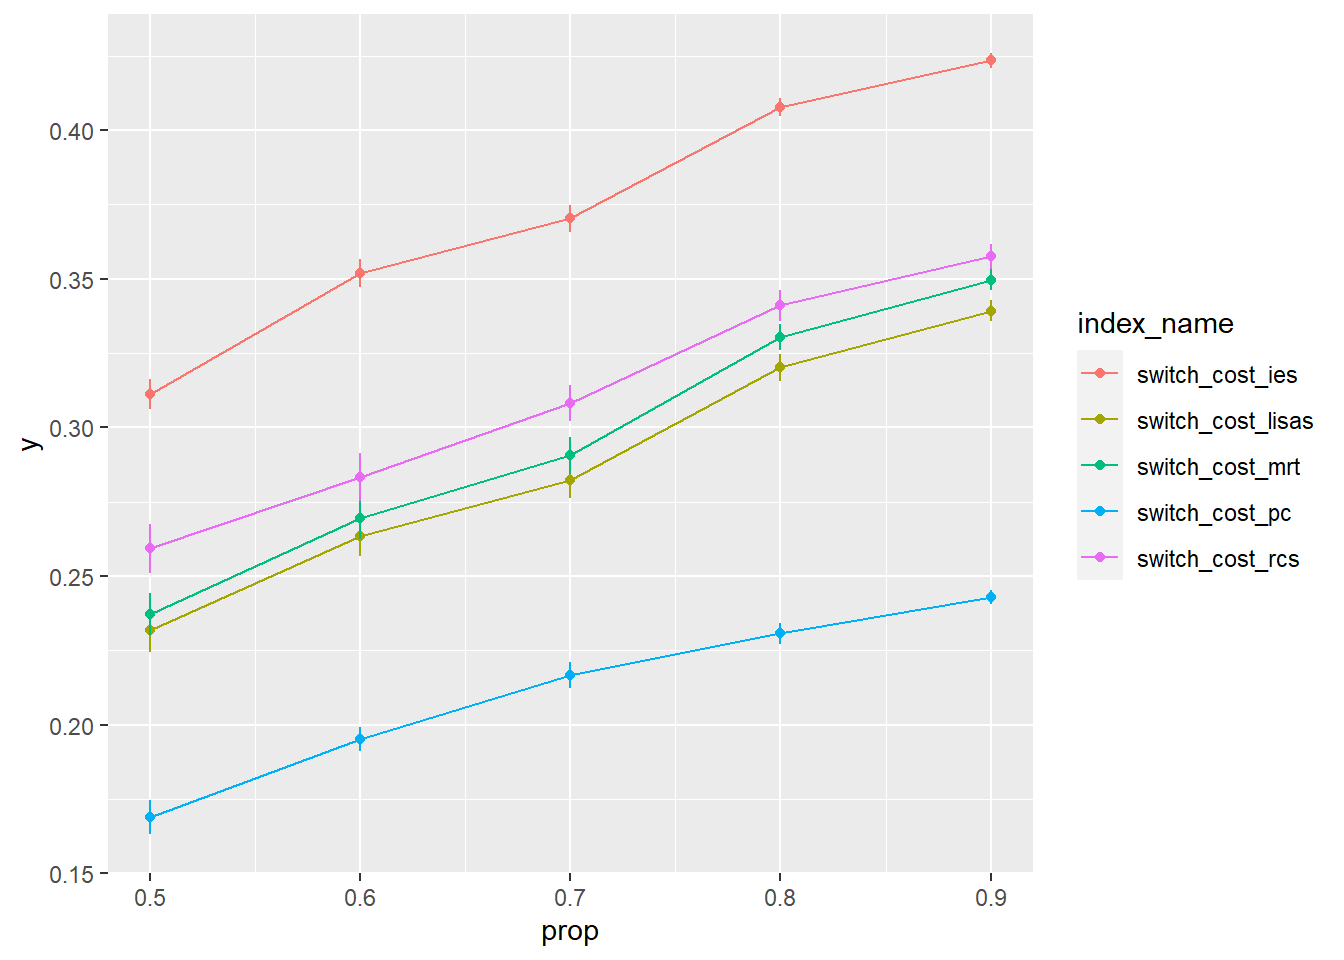 0.40
0.35
0.30
0.25
0.20
0.15
y
0.5 0.6 0.7 0.8 0.9
prop
index_name
switch_cost_ies
switch_cost_lisas
switch_cost_mrt
switch_cost_pc
switch_cost_rcs